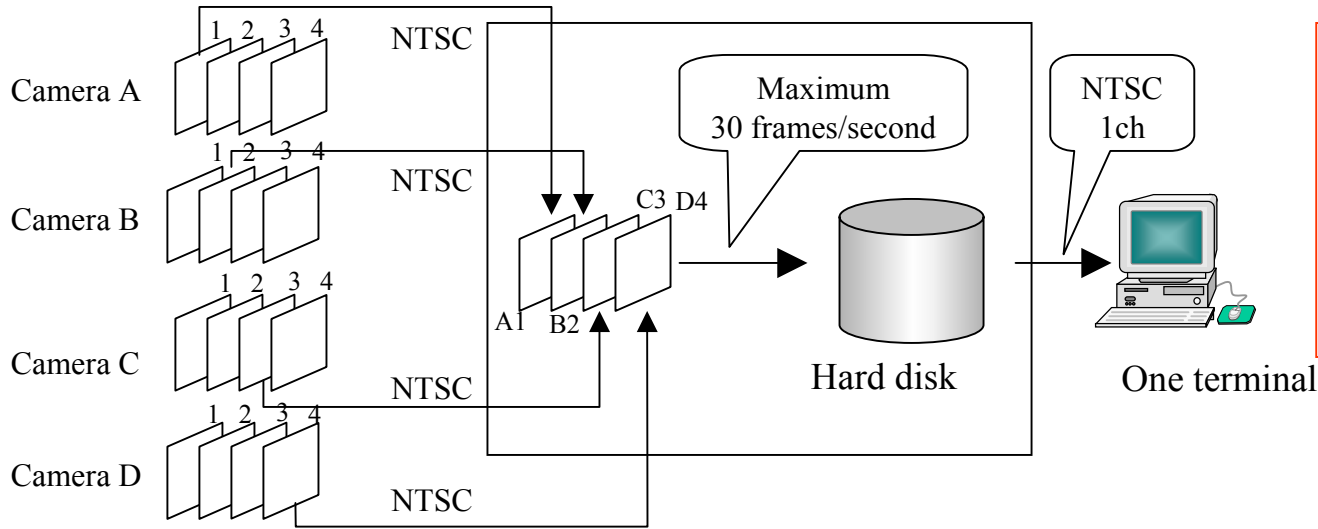 1 2 3 4
NTSC
Camera A
Maximum
30 frames/second
NTSC
1ch
1 2 3 4
NTSC
Camera B
C3 D4
A1 B2
1 2 3 4
Camera C
NTSC
Hard disk
One terminal
1 2 3 4
Camera D
NTSC